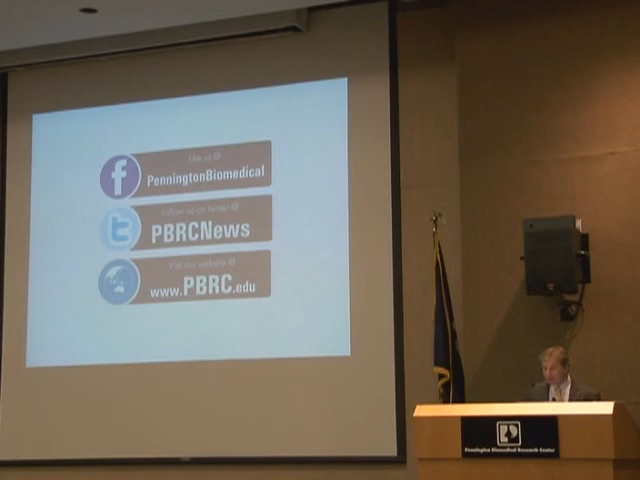 Like us @
PenningtonBiomedical
Follow us on twitter @
PBRCNews
Visit our website @
www.PBRC.edu
Pennington Biomedical Research Center